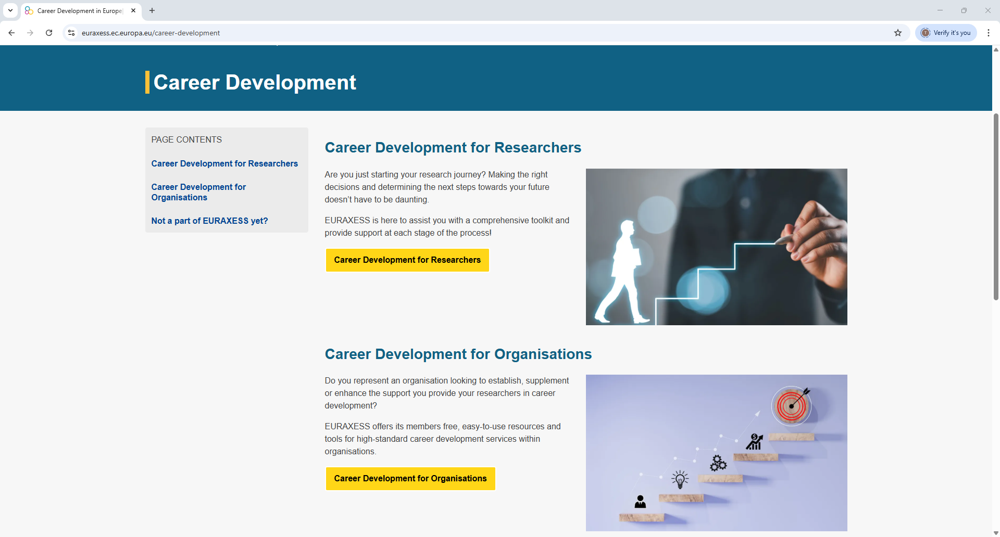 Career Development in Europe|
euraxess.ec.europa.eu/career-development
Verify it's you
Career Development
PAGE CONTENTS
Career Development for Researchers
Career Development for
Organisations
Not a part of EURAXESS yet?
Career Development for Researchers
Are you just starting your research journey? Making the right
decisions and determining the next steps towards your future
doesn’t have to be daunting.
EURAXESS is here to assist you with a comprehensive toolkit and
provide support at each stage of the process!
Career Development for Researchers
Career Development for Organisations
Do you represent an organisation looking to establish, supplement
or enhance the support you provide your researchers in career
development?
EURAXESS offers its members free, easy-to-use resources and
tools for high-standard career development services within
organisations.
Career Development for Organisations